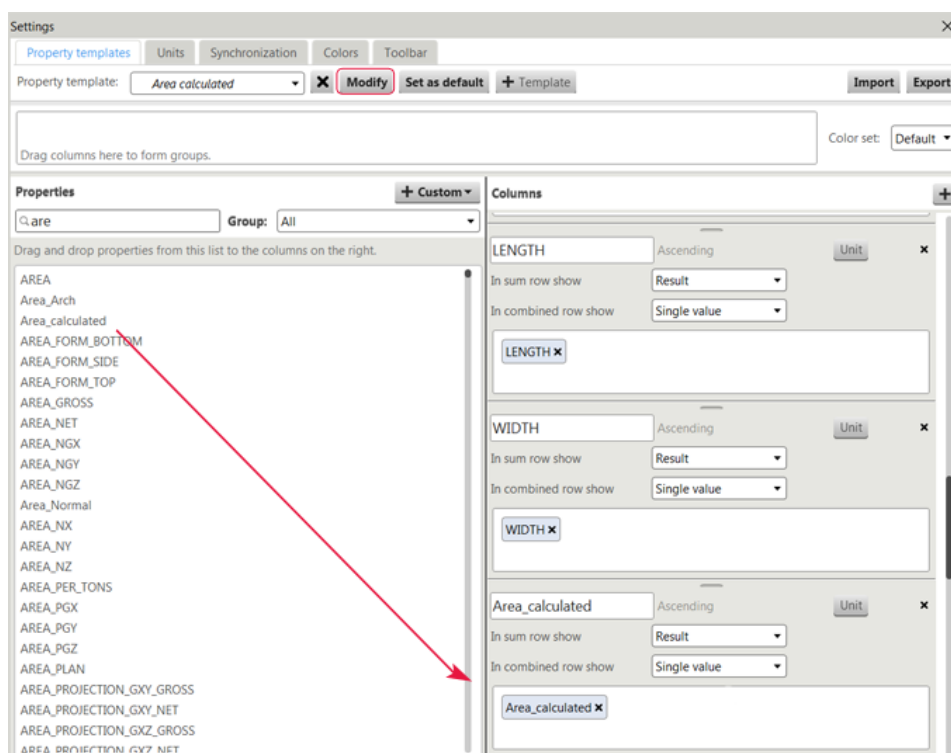 Settings
Property templates Units Synchronization Colors Toolbar
Property template: Area calculated Modify Set as default + Template Import Export
Drag columns here to form groups.
Color set: Default
Properties + Custom
are Group: All
Drag and drop properties from this list to the columns on the right.
AREA
Area_Arch
Area_calculated
AREA_FORM_BOTTOM
AREA_FORM_SIDE
AREA_FORM_TOP
AREA_GROSS
AREA_NET
AREA_NGX
AREA_NGY
AREA_NGZ
Area_Normal
AREA_NX
AREA_NY
AREA_NZ
AREA_PER_TONS
AREA_PGX
AREA_PGY
AREA_PGZ
AREA_PLAN
AREA_PROJECTION_GXY_GROSS
AREA_PROJECTION_GXY_NET
AREA_PROJECTION_GXZ_GROSS
AREA_PROJECTION_GXZ_NET
Columns +
LENGTH Ascending Unit
In sum row show Result
In combined row show Single value
LENGTH
WIDTH Ascending Unit
In sum row show Result
In combined row show Single value
WIDTH
Area_calculated Ascending Unit
In sum row show Result
In combined row show Single value
Area_calculated